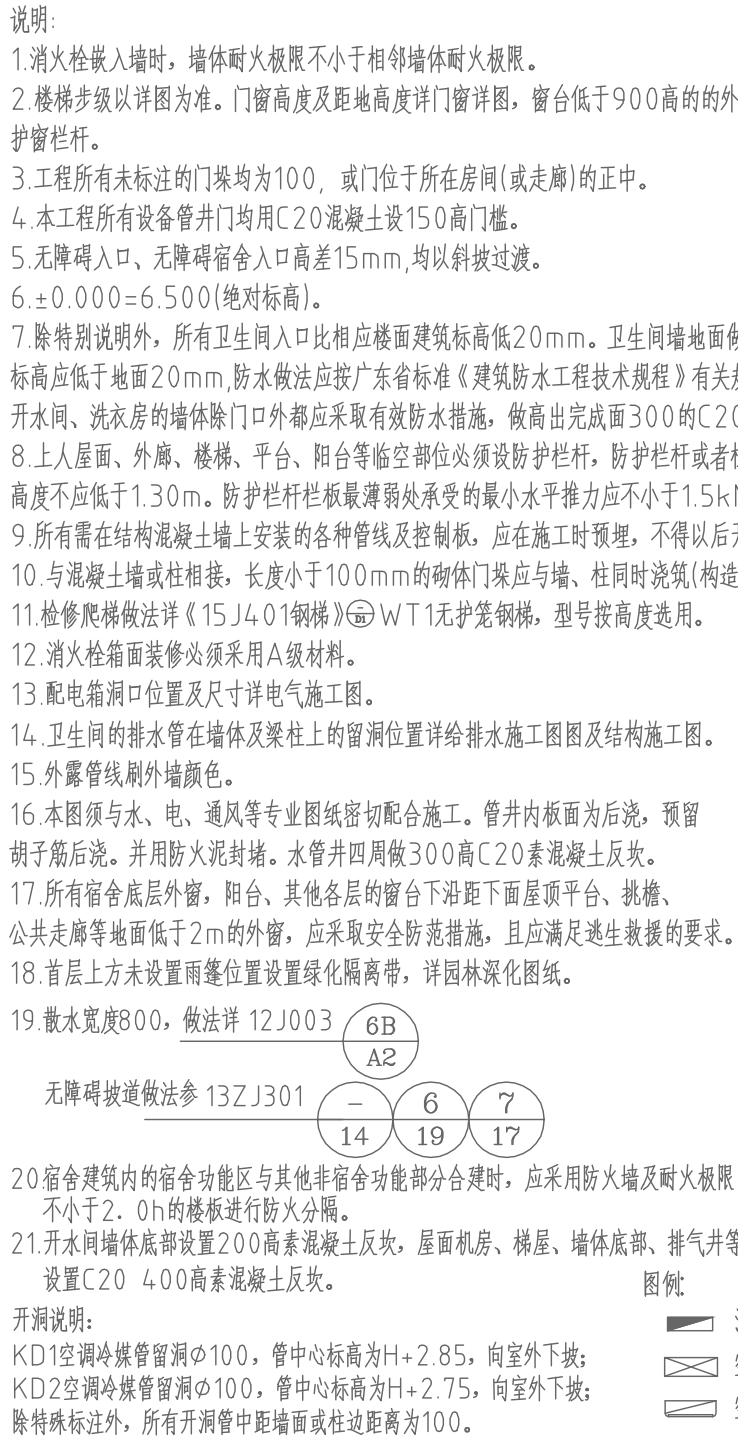 说明:
1.消火栓嵌入墙时，墙体耐火极限不小于相邻墙体耐火极限。
2.楼梯步级以详图为准。门窗高度及距地高度详门窗详图，窗台低于900高的的外
护窗栏杆。
3.工程所有未标注的门垛均为100, 或门位于所在房间(或走廊)的正中。
4.本工程所有设备管井门均用C20混凝土设150高门槛。
5.无障碍入口、无障碍宿舍入口高差15mm,均以斜坡过渡。
6.±0.000=6.500(绝对标高)。
7.除特别说明外，所有卫生间入口比相应楼面建筑标高低20mm。卫生间墙地面做
标高应低于地面20mm,防水做法应按广东省标准《建筑防水工程技术规程》有关规
开水间、洗衣房的墙体除门口外都应采取有效防水措施，做高出完成面300的C20
8.上人屋面、外廊、楼梯、平台、阳台等临空部位必须设防护栏杆，防护栏杆或者栏
高度不应低于1.30m。防护栏杆栏板最薄弱处承受的最小水平推力应不小于1.5kN
9.所有需在结构混凝土墙上安装的各种管线及控制板，应在施工时预埋，不得以后开
10.与混凝土墙或柱相接，长度小于100mm的砌体门垛应与墙、柱同时浇筑(构造
11.检修爬梯做法详《15J401钢梯》 - D1 WT1无护笼钢梯，型号按高度选用。
12.消火栓箱面装修必须采用A级材料。
13.配电箱洞口位置及尺寸详电气施工图。
14.卫生间的排水管在墙体及梁柱上的留洞位置详给排水施工图图及结构施工图。
15.外露管线刷外墙颜色。
16.本图须与水、电、通风等专业图纸密切配合施工。管井内板面为后浇，预留
胡子筋后浇。并用防火泥封堵。水管井四周做300高C20素混凝土反坎。
17.所有宿舍底层外窗，阳台、其他各层的窗台下沿距下面屋顶平台、挑檐、
公共走廊等地面低于2m的外窗，应采取安全防范措施，且应满足逃生救援的要求。
18.首层上方未设置雨篷位置设置绿化隔离带，详园林深化图纸。
19.散水宽度800，做法详 12J003 6B
A2
无障碍坡道做法参 13ZJ301 - 6 7
14 19 17
20宿舍建筑内的宿舍功能区与其他非宿舍功能部分合建时，应采用防火墙及耐火极限
不小于2. 0h的楼板进行防火分隔。
21.开水间墙体底部设置200高素混凝土反坎，屋面机房、梯屋、墙体底部、排气井等
设置C20 400高素混凝土反坎。
图例:
开洞说明:
KD1空调冷媒管留洞Φ100，管中心标高为H+2.85，向室外下坡;
KD2空调冷媒管留洞Φ100，管中心标高为H+2.75，向室外下坡;
除特殊标注外，所有开洞管中距墙面或柱边距离为100。